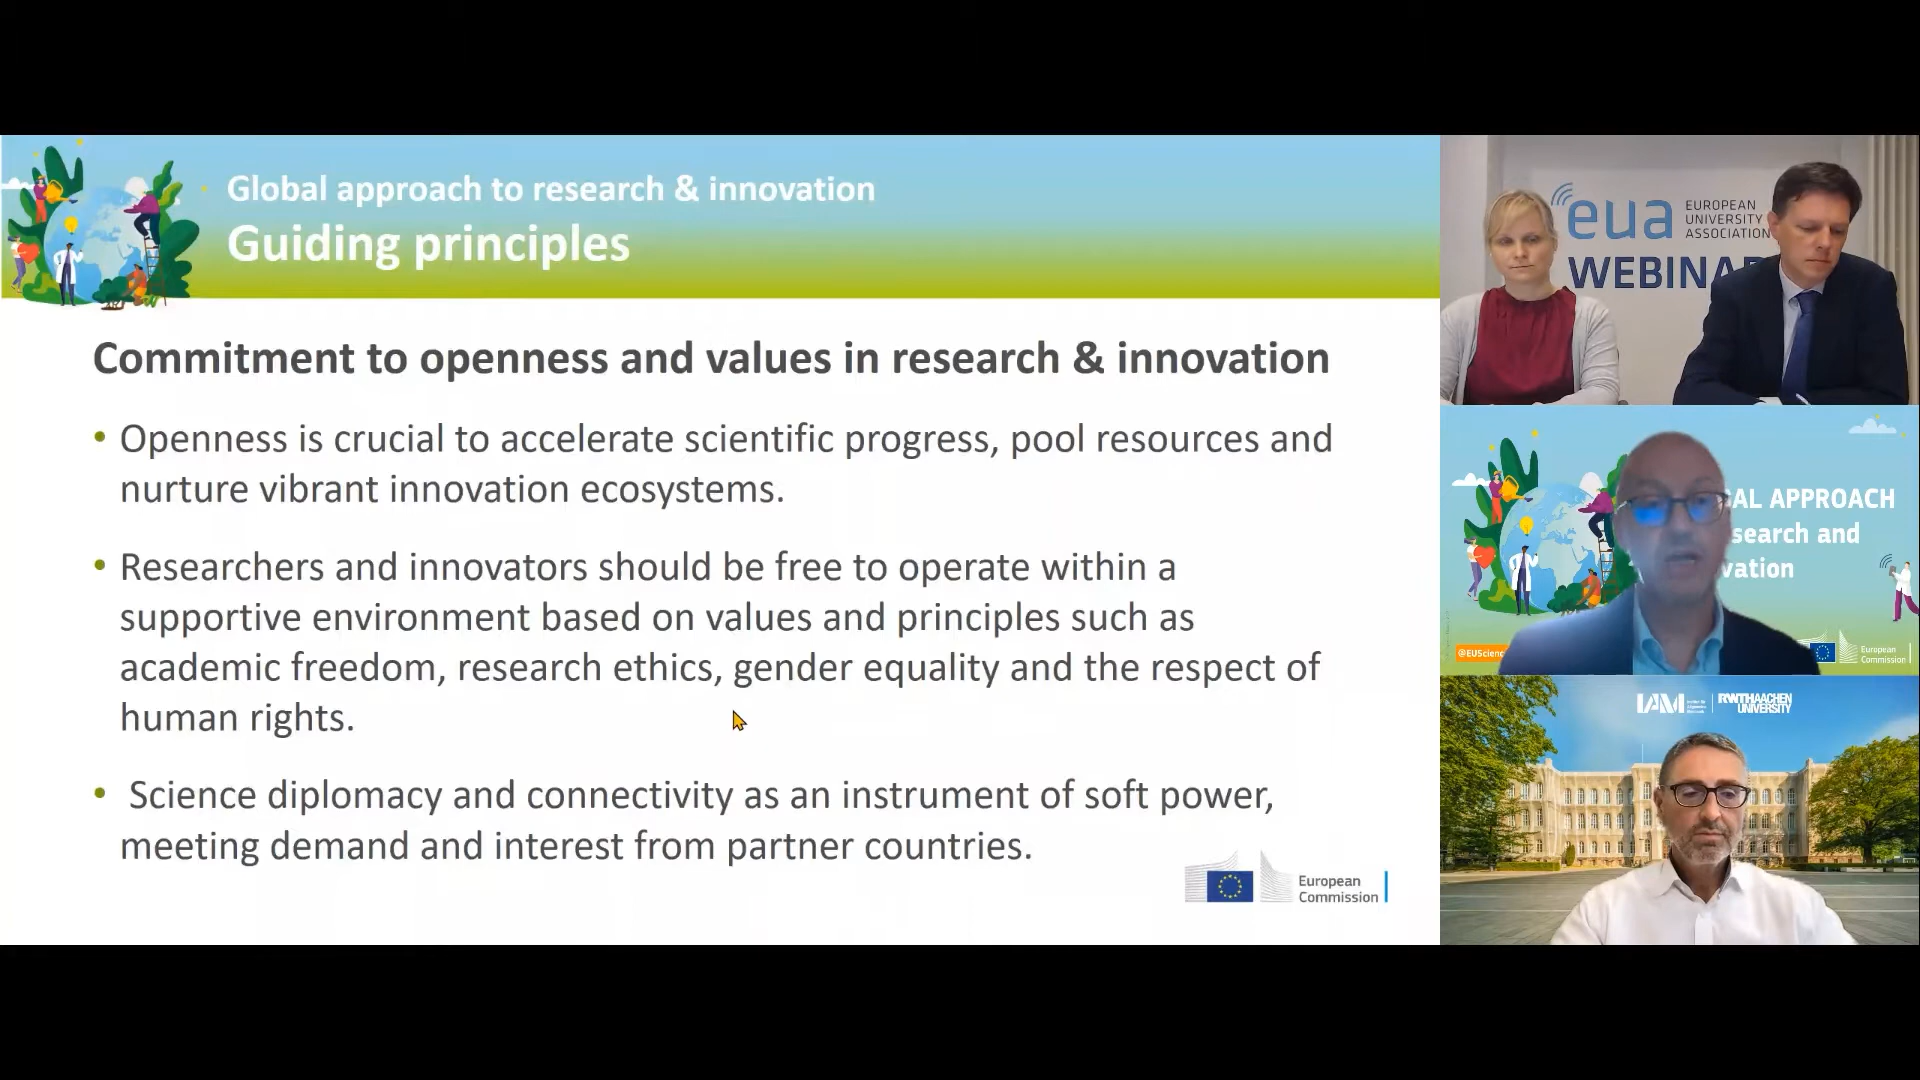 Global approach to research & innovation
Guiding principles
Commitment to openness and values in research & innovation
• Openness is crucial to accelerate scientific progress, pool resources and
nurture vibrant innovation ecosystems.
• Researchers and innovators should be free to operate within a
supportive environment based on values and principles such as
academic freedom, research ethics, gender equality and the respect of
human rights.
• Science diplomacy and connectivity as an instrument of soft power,
meeting demand and interest from partner countries.
European
Commission
eua
EUROPEAN
UNIVERSITY
ASSOCIATION
WEBINA
AL APPROACH
search and
vation
@EUScienc
European
Commission
IAM
RWTHAACHEN
UNIVERSITY